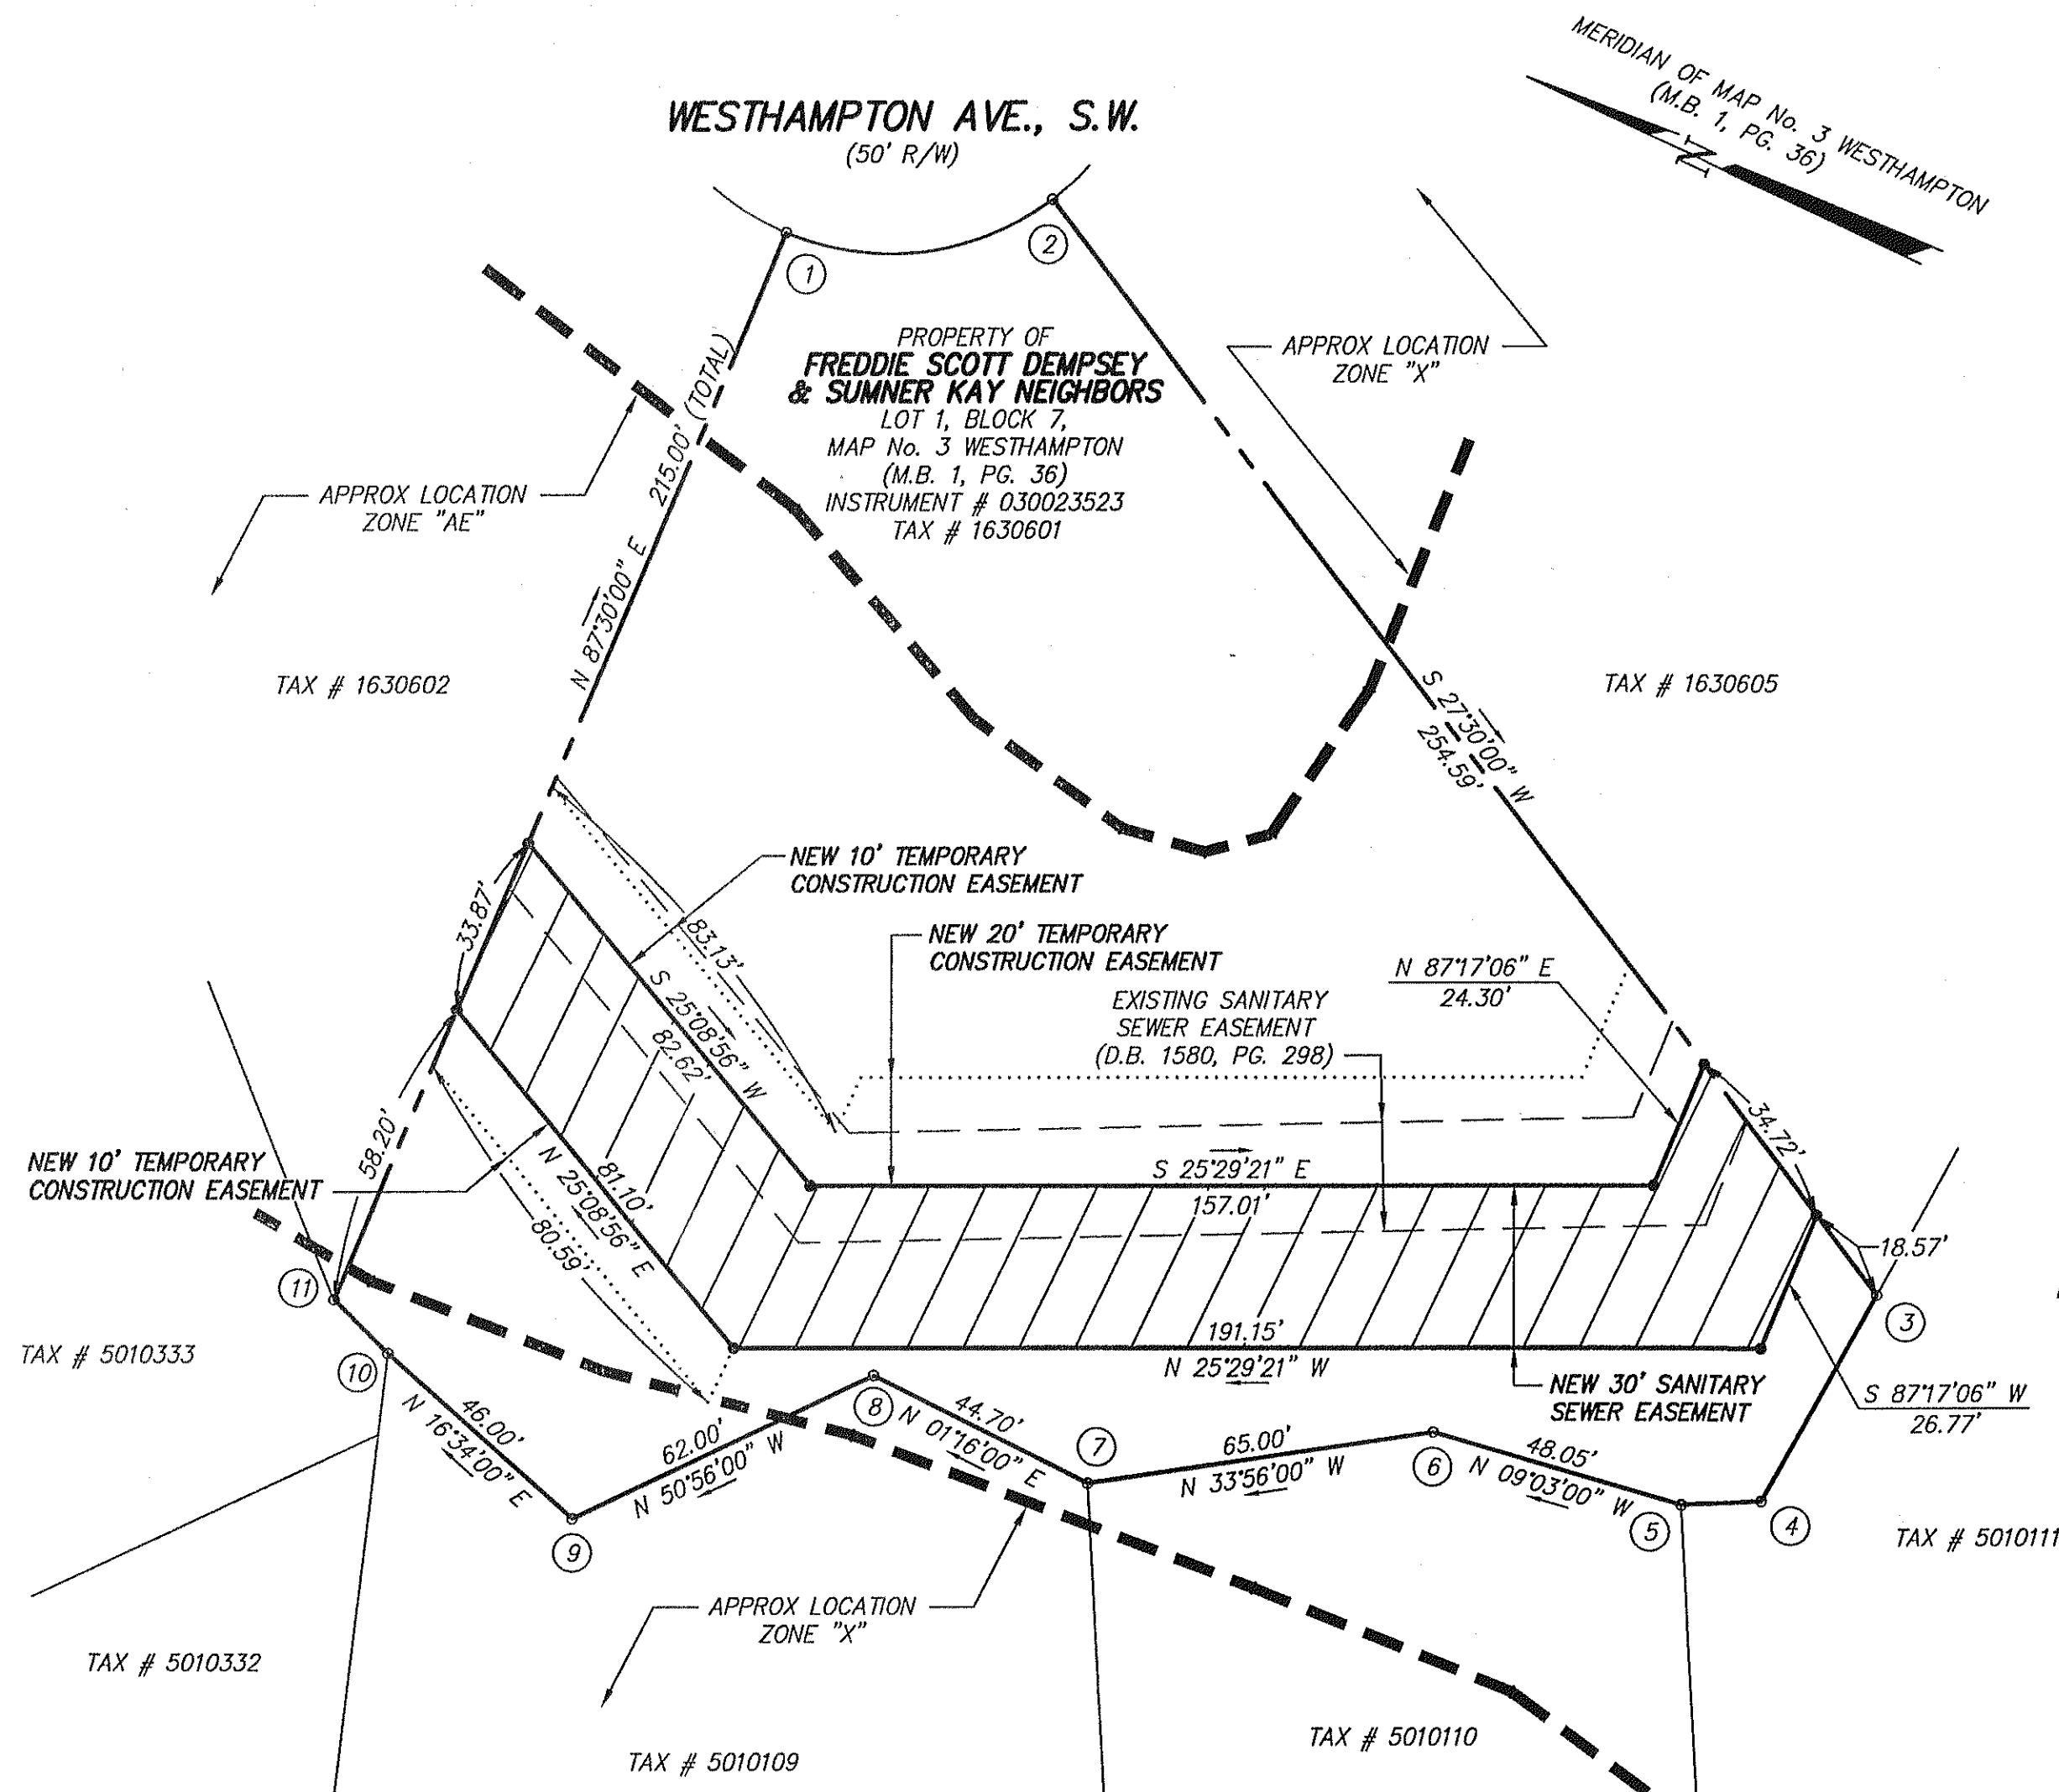 MERIDIAN OF MAP No. 3 WESTHAMPTON
(M.B. 1, PG. 36)
N
WESTHAMPTON AVE., S.W.
(50' R/W)
1
2
PROPERTY OF
FREDDIE SCOTT DEMPSEY
& SUMNER KAY NEIGHBORS
LOT 1, BLOCK 7,
MAP No. 3 WESTHAMPTON
(M.B. 1, PG. 36)
INSTRUMENT # 030023523
TAX # 1630601
APPROX LOCATION
ZONE "X"
APPROX LOCATION
ZONE "AE"
N 87°30'00" E 215.00' (TOTAL)
TAX # 1630602
TAX # 1630605
S 27°30'00" W
254.59'
NEW 10' TEMPORARY
CONSTRUCTION EASEMENT
NEW 20' TEMPORARY
CONSTRUCTION EASEMENT
EXISTING SANITARY
SEWER EASEMENT
(D.B. 1580, PG. 298)
N 87°17'06" E
24.30'
33.87'
83.13'
S 25°08'56" W
82.62'
34.72'
58.20'
NEW 10' TEMPORARY
CONSTRUCTION EASEMENT
81.10'
N 25°08'56" E
80.59'
S 25°29'21" E
157.01'
18.57'
11
3
191.15'
N 25°29'21" W
TAX # 5010333
10
NEW 30' SANITARY
SEWER EASEMENT
S 87°17'06" W
26.77'
46.00'
N 16°34'00" E
62.00'
N 50°56'00" W
8
44.70'
N 01°16'00" E
7
65.00'
N 33°56'00" W
6
48.05'
N 09°03'00" W
5
4
9
TAX # 5010111
APPROX LOCATION
ZONE "X"
TAX # 5010332
TAX # 5010109
TAX # 5010110